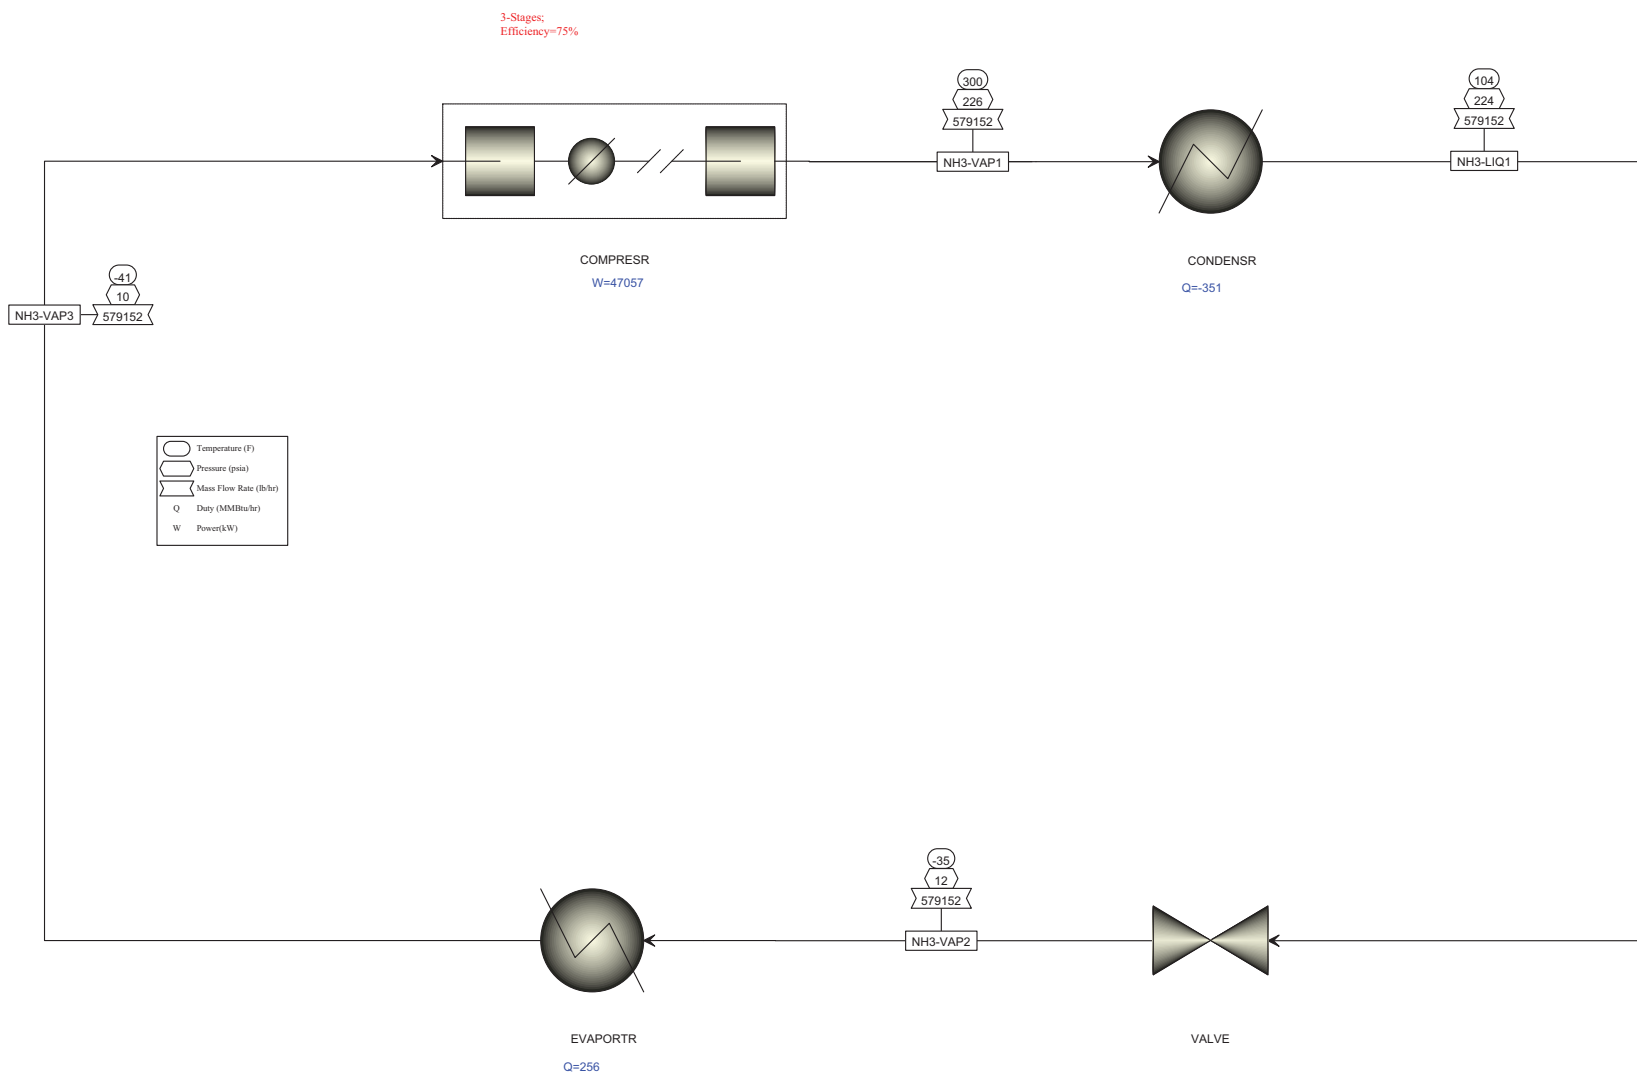 3-Stages;
Efficiency=75%
300
226
579152
NH3-VAP1
104
224
579152
NH3-LIQ1
COMPRESR
W=47057
CONDENSR
Q=-351
-41
10
579152
NH3-VAP3
Temperature (F)
Pressure (psia)
Mass Flow Rate (lb/hr)
Q Duty (MMBtu/hr)
W Power(kW)
-35
12
579152
NH3-VAP2
EVAPORTR
Q=256
VALVE